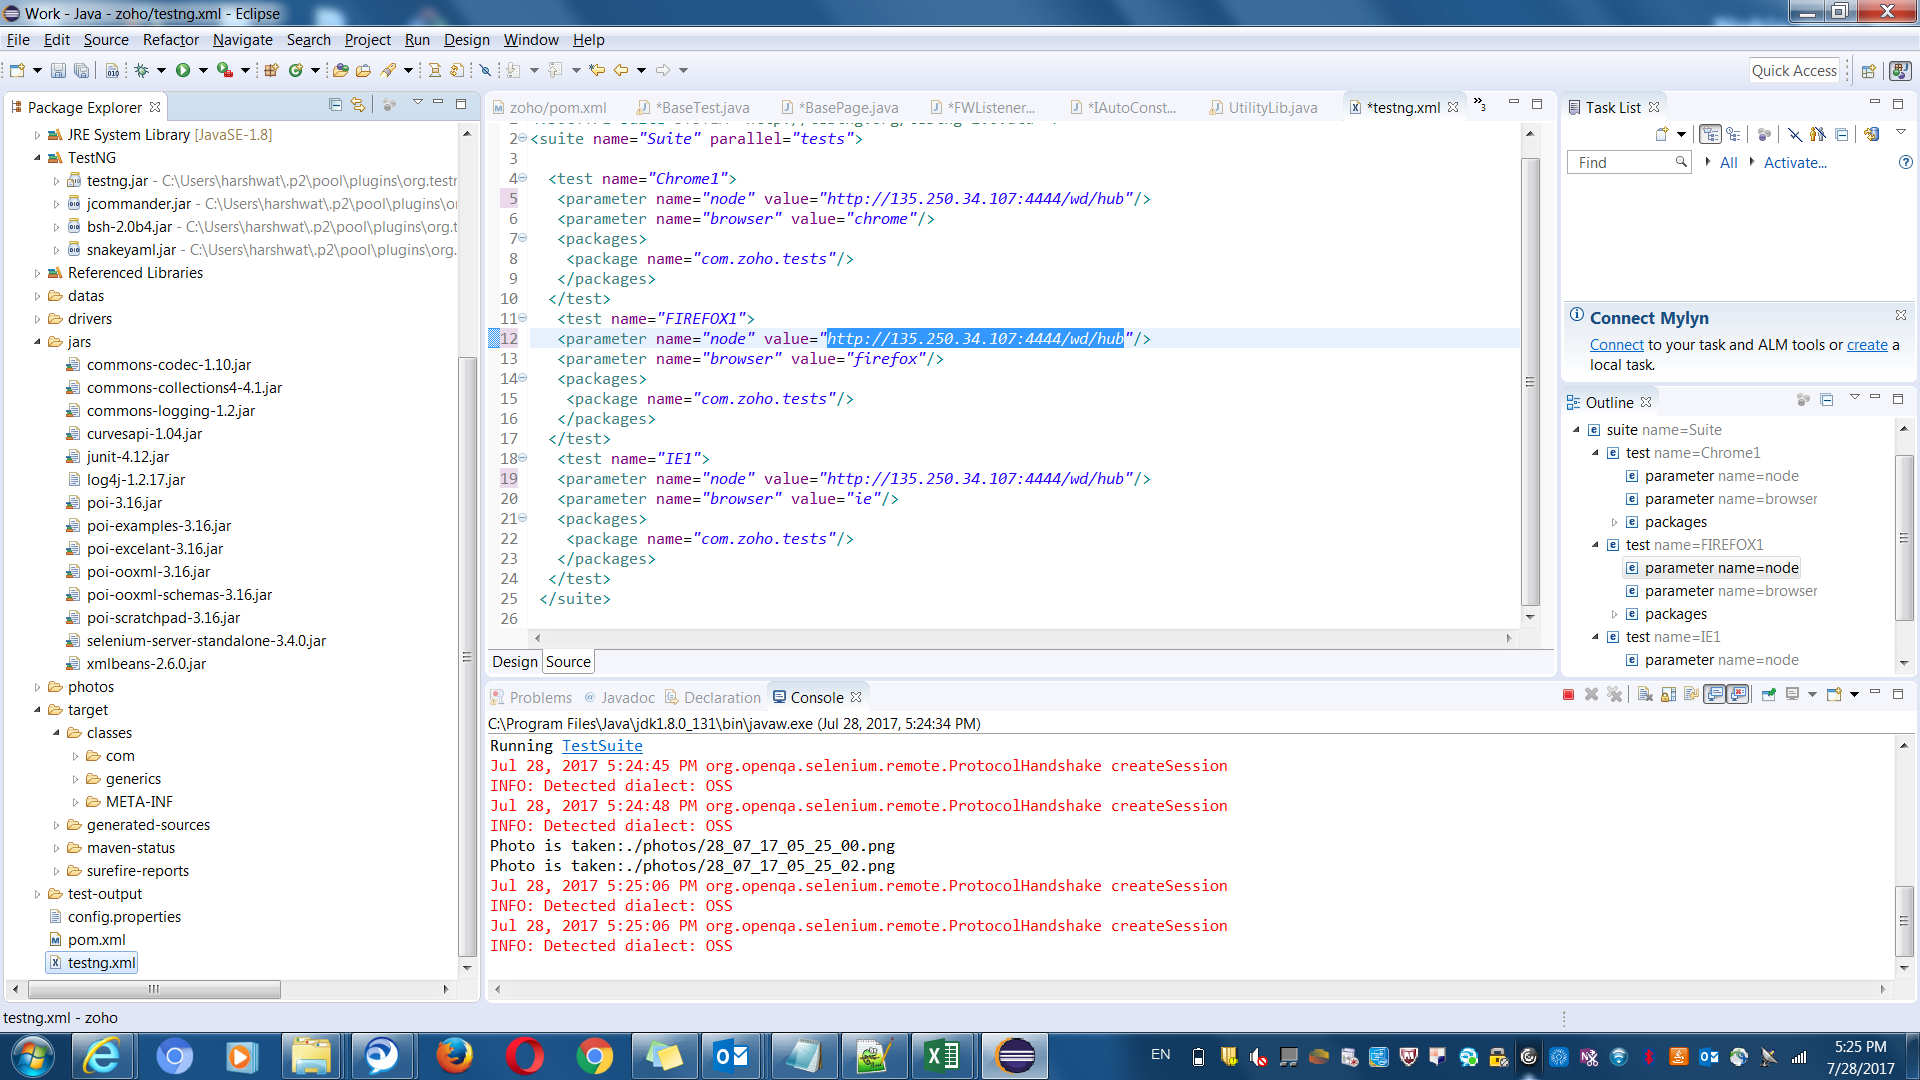 Work - Java - zoho/testng.xml - Eclipse
File Edit Source Refactor Navigate Search Project Run Design Window Help
Quick Access
Package Explorer
JRE System Library [JavaSE-1.8]
TestNG
testng.jar - C:\Users\harshwat\.p2\pool\plugins\org.testr
jcommander.jar - C:\Users\harshwat\.p2\pool\plugins\o
bsh-2.0b4.jar - C:\Users\harshwat\.p2\pool\plugins\org.t
snakeyaml.jar - C:\Users\harshwat\.p2\pool\plugins\org.
Referenced Libraries
datas
drivers
jars
commons-codec-1.10.jar
commons-collections4-4.1.jar
commons-logging-1.2.jar
curvesapi-1.04.jar
junit-4.12.jar
log4j-1.2.17.jar
poi-3.16.jar
poi-examples-3.16.jar
poi-excelant-3.16.jar
poi-ooxml-3.16.jar
poi-ooxml-schemas-3.16.jar
poi-scratchpad-3.16.jar
selenium-server-standalone-3.4.0.jar
xmlbeans-2.6.0.jar
photos
target
classes
com
generics
META-INF
generated-sources
maven-status
surefire-reports
test-output
config.properties
pom.xml
testng.xml
zoho/pom.xml *BaseTest.java *BasePage.java *FWListener... *IAutoConst... UtilityLib.java *testng.xml 3
2 <suite name="Suite" parallel="tests">
3
4 <test name="Chrome1">
5 <parameter name="node" value="http://135.250.34.107:4444/wd/hub"/>
6 <parameter name="browser" value="chrome"/>
7 <packages>
8 <package name="com.zoho.tests"/>
9 </packages>
10 </test>
11 <test name="FIREFOX1">
12 <parameter name="node" value="http://135.250.34.107:4444/wd/hub"/>
13 <parameter name="browser" value="firefox"/>
14 <packages>
15 <package name="com.zoho.tests"/>
16 </packages>
17 </test>
18 <test name="IE1">
19 <parameter name="node" value="http://135.250.34.107:4444/wd/hub"/>
20 <parameter name="browser" value="ie"/>
21 <packages>
22 <package name="com.zoho.tests"/>
23 </packages>
24 </test>
25 </suite>
26
Design Source
Problems Javadoc Declaration Console
C:\Program Files\Java\jdk1.8.0_131\bin\javaw.exe (Jul 28, 2017, 5:24:34 PM)
Running TestSuite
Jul 28, 2017 5:24:45 PM org.openqa.selenium.remote.ProtocolHandshake createSession
INFO: Detected dialect: OSS
Jul 28, 2017 5:24:48 PM org.openqa.selenium.remote.ProtocolHandshake createSession
INFO: Detected dialect: OSS
Photo is taken:./photos/28_07_17_05_25_00.png
Photo is taken:./photos/28_07_17_05_25_02.png
Jul 28, 2017 5:25:06 PM org.openqa.selenium.remote.ProtocolHandshake createSession
INFO: Detected dialect: OSS
Jul 28, 2017 5:25:06 PM org.openqa.selenium.remote.ProtocolHandshake createSession
INFO: Detected dialect: OSS
Task List
Find All Activate...
Connect Mylyn
Connect to your task and ALM tools or create a
local task.
Outline
suite name=Suite
test name=Chrome1
parameter name=node
parameter name=browser
packages
test name=FIREFOX1
parameter name=node
parameter name=browser
packages
test name=IE1
parameter name=node
testng.xml - zoho
EN
5:25 PM
7/28/2017